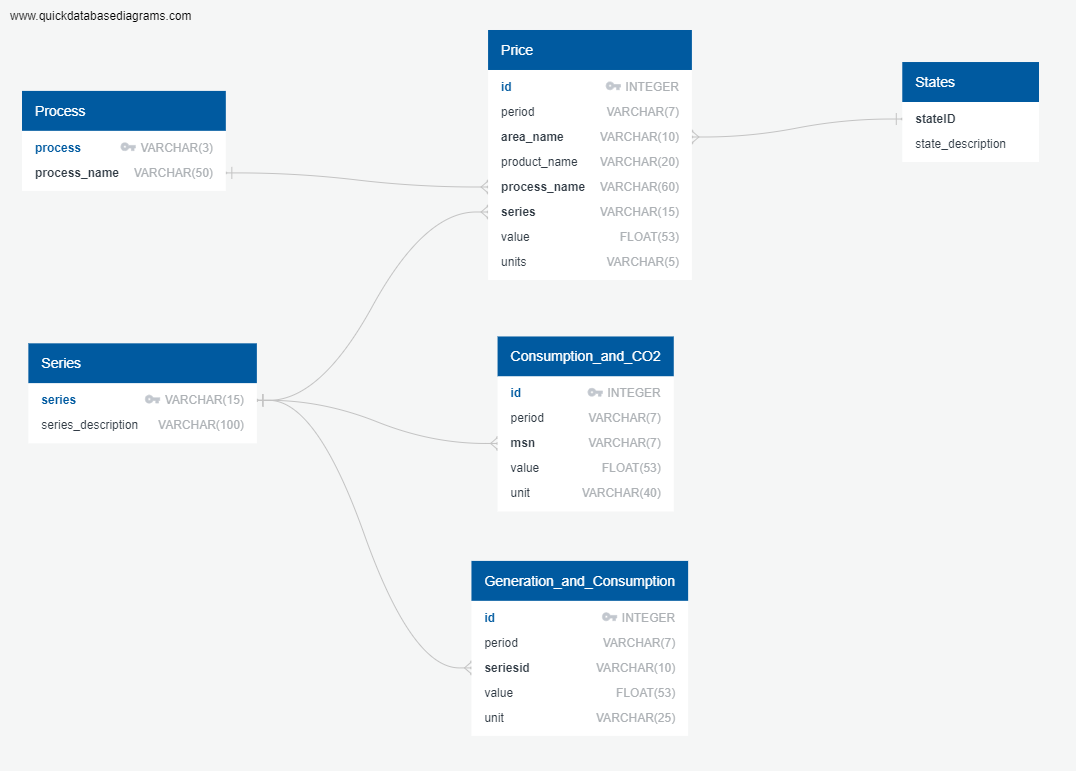 www.quickdatabasediagrams.com
Process
process VARCHAR(3)
process_name VARCHAR(50)
Price
id INTEGER
period VARCHAR(7)
area_name VARCHAR(10)
product_name VARCHAR(20)
process_name VARCHAR(60)
series VARCHAR(15)
value FLOAT(53)
units VARCHAR(5)
States
stateID
state_description
Series
series VARCHAR(15)
series_description VARCHAR(100)
Consumption_and_CO2
id INTEGER
period VARCHAR(7)
msn VARCHAR(7)
value FLOAT(53)
unit VARCHAR(40)
Generation_and_Consumption
id INTEGER
period VARCHAR(7)
seriesid VARCHAR(10)
value FLOAT(53)
unit VARCHAR(25)